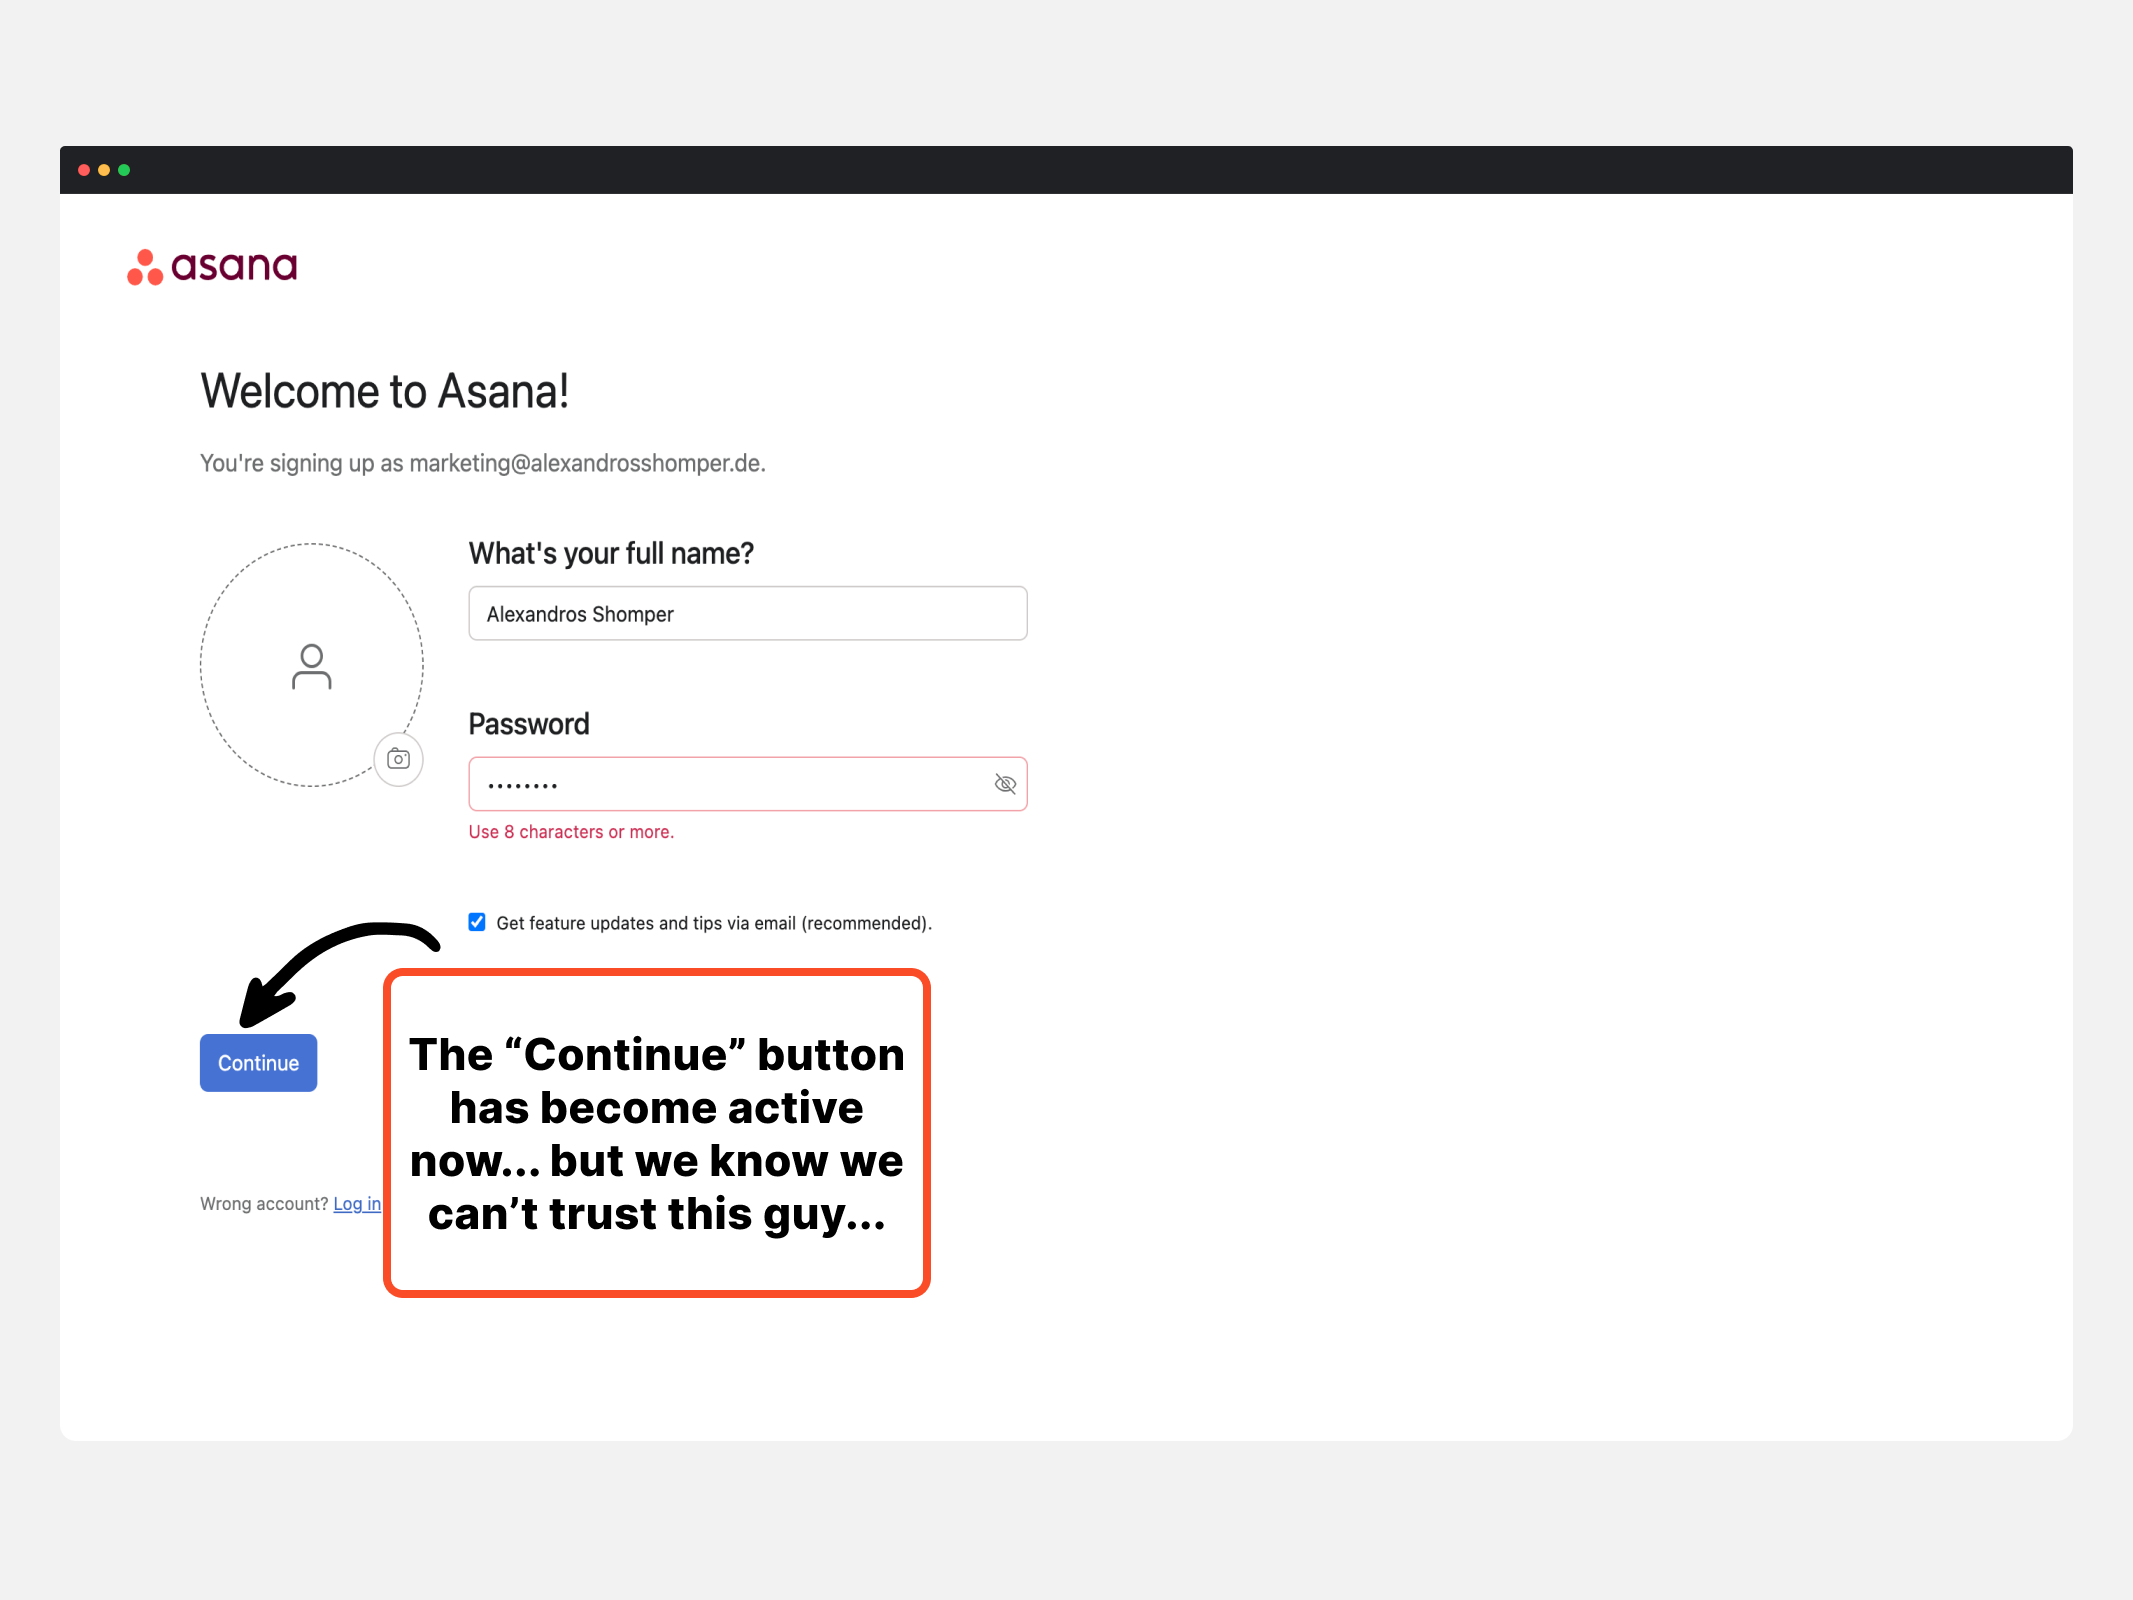 asana
Welcome to Asana!
You're signing up as marketing@alexandrosshomper.de.
What's your full name?
Alexandros Shomper
Password
••••••••
Use 8 characters or more.
Get feature updates and tips via email (recommended).
Continue
The “Continue” button
has become active
now... but we know we
can’t trust this guy...
Wrong account? Log in